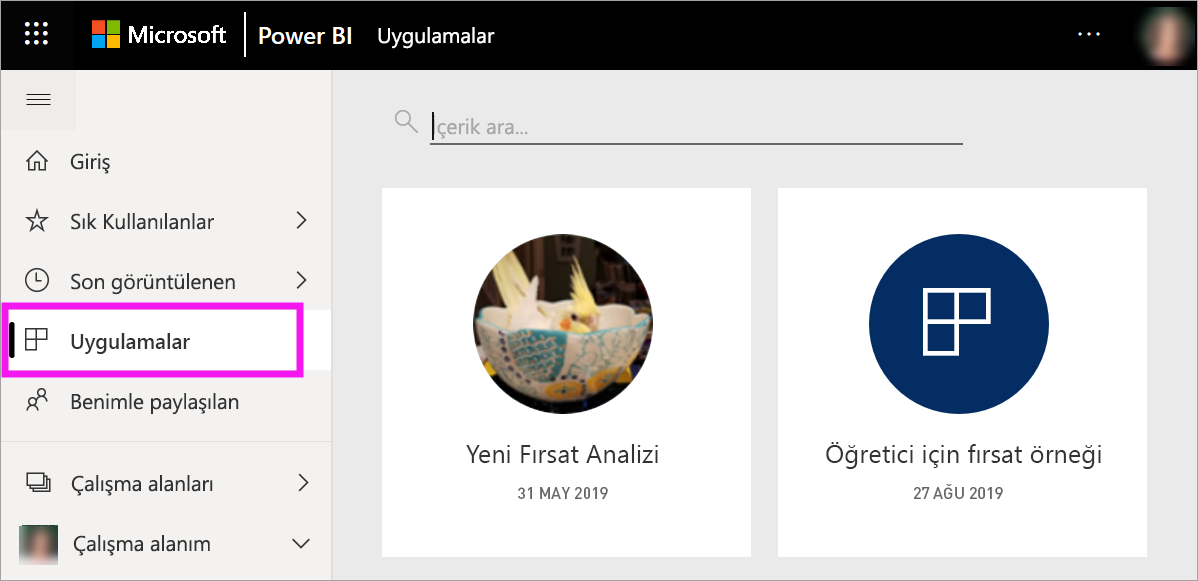 Microsoft Power BI Uygulamalar
içerik ara...
Giriş
Sık Kullanılanlar
Son görüntülenen
Uygulamalar
Benimle paylaşılan
Çalışma alanları
Çalışma alanım
Yeni Fırsat Analizi
31 MAY 2019
Öğretici için fırsat örneği
27 AĞU 2019